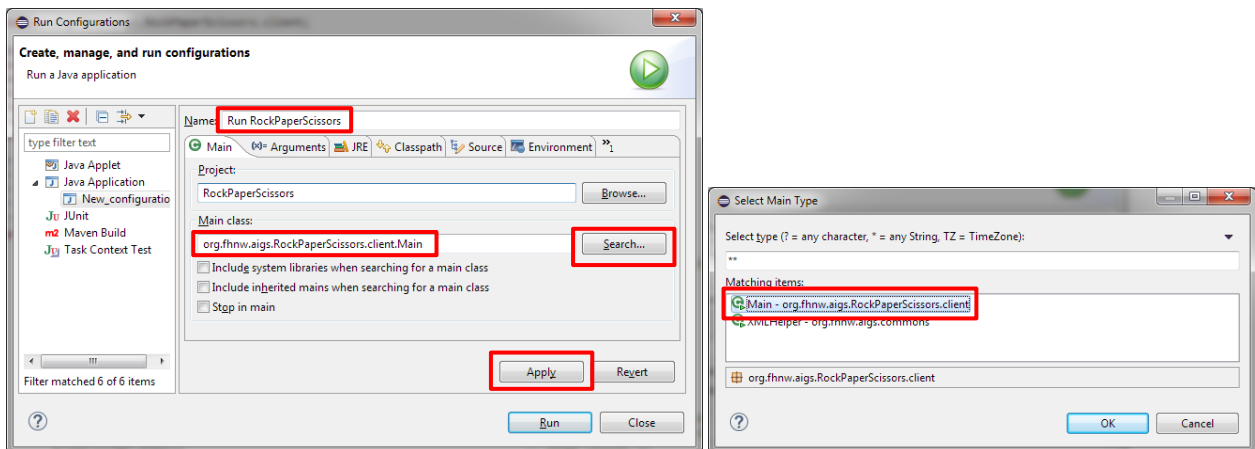 Run Configurations
Create, manage, and run configurations
Run a Java application
Name: Run RockPaperScissors
type filter text
Java Applet
Java Application
New_configuratio
Ju JUnit
m2 Maven Build
Ju Task Context Test
Filter matched 6 of 6 items
Main (x)= Arguments JRE Classpath Source Environment »1
Project:
RockPaperScissors Browse...
Main class:
org.fhnw.aigs.RockPaperScissors.client.Main Search...
Include system libraries when searching for a main class
Include inherited mains when searching for a main class
Stop in main
Apply Revert
Run Close
Select Main Type
Select type (? = any character, * = any String, TZ = TimeZone):
**
Matching items:
Main - org.fhnw.aigs.RockPaperScissors.client
XMLHelper - org.fhnw.aigs.commons
org.fhnw.aigs.RockPaperScissors.client
OK Cancel